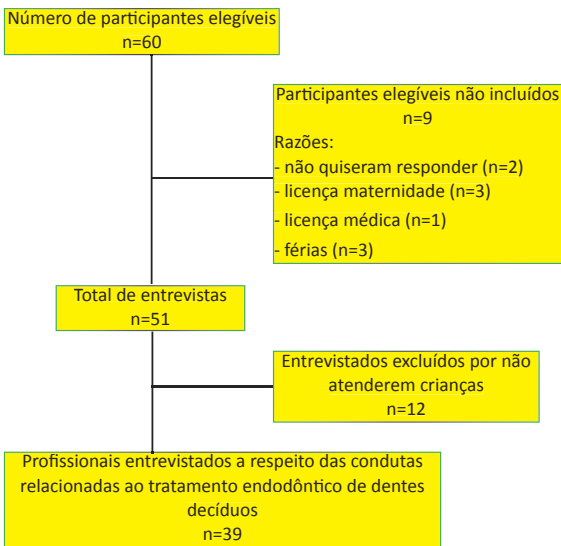 Número de participantes elegíveis
n=60
Participantes elegíveis não incluídos
n=9
Razões:
- não quiseram responder (n=2)
- licença maternidade (n=3)
- licença médica (n=1)
- férias (n=3)
Total de entrevistas
n=51
Entrevistados excluídos por não
atenderem crianças
n=12
Profissionais entrevistados a respeito das condutas
relacionadas ao tratamento endodôntico de dentes
decíduos
n=39